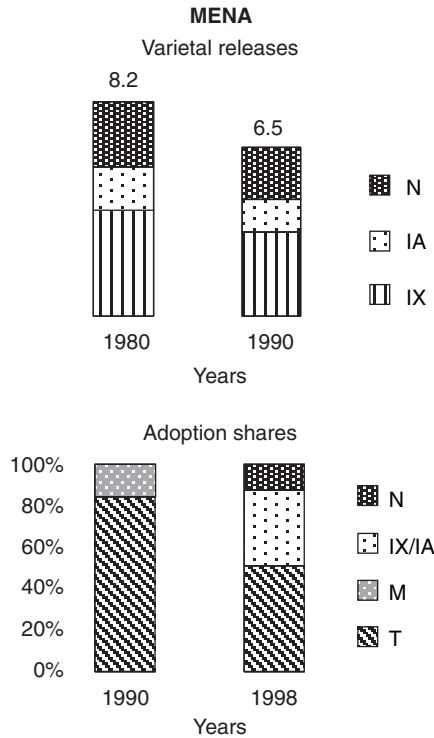 MENA
Varietal releases
8.2
6.5
N
IA
IX
1980 1990
Years
Adoption shares
100%
80%
60%
40%
20%
0%
N
IX/IA
M
T
1990 1998
Years